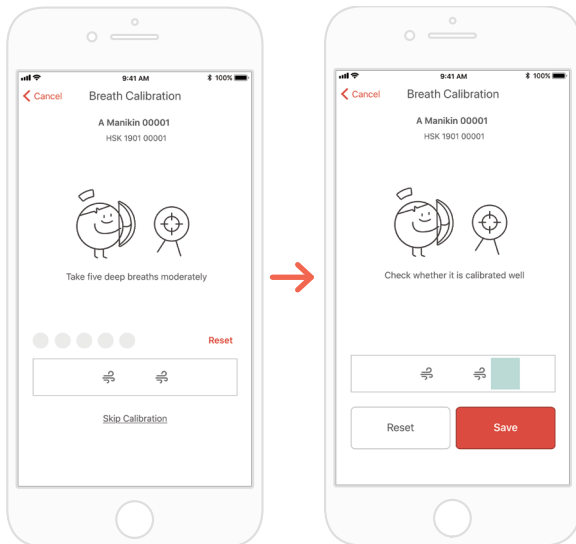 9:41 AM
100%
Cancel
Breath Calibration
A Manikin 00001
HSK 1901 00001
Take five deep breaths moderately
Reset
Skip Calibration
9:41 AM
100%
Cancel
Breath Calibration
A Manikin 00001
HSK 1901 00001
Check whether it is calibrated well
Reset
Save